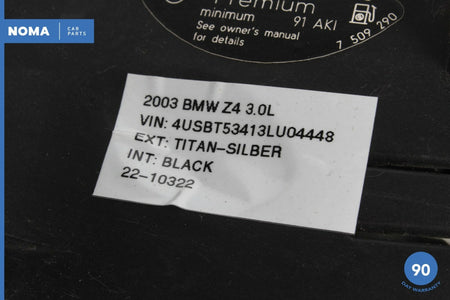 NOMA CAR PARTS
Premium
minimum 91 AKI
See owner's manual
for details
7 509 290
2003 BMW Z4 3.0L
VIN: 4USBT53413LU04448
EXT: TITAN-SILBER
INT: BLACK
22-10322
90
DAY WARRANTY